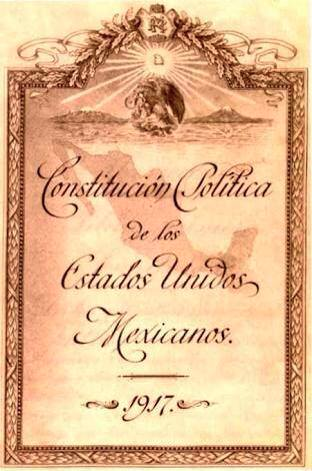 Constitución Política
de los
Estados Unidos
Mexicanos.
1917.